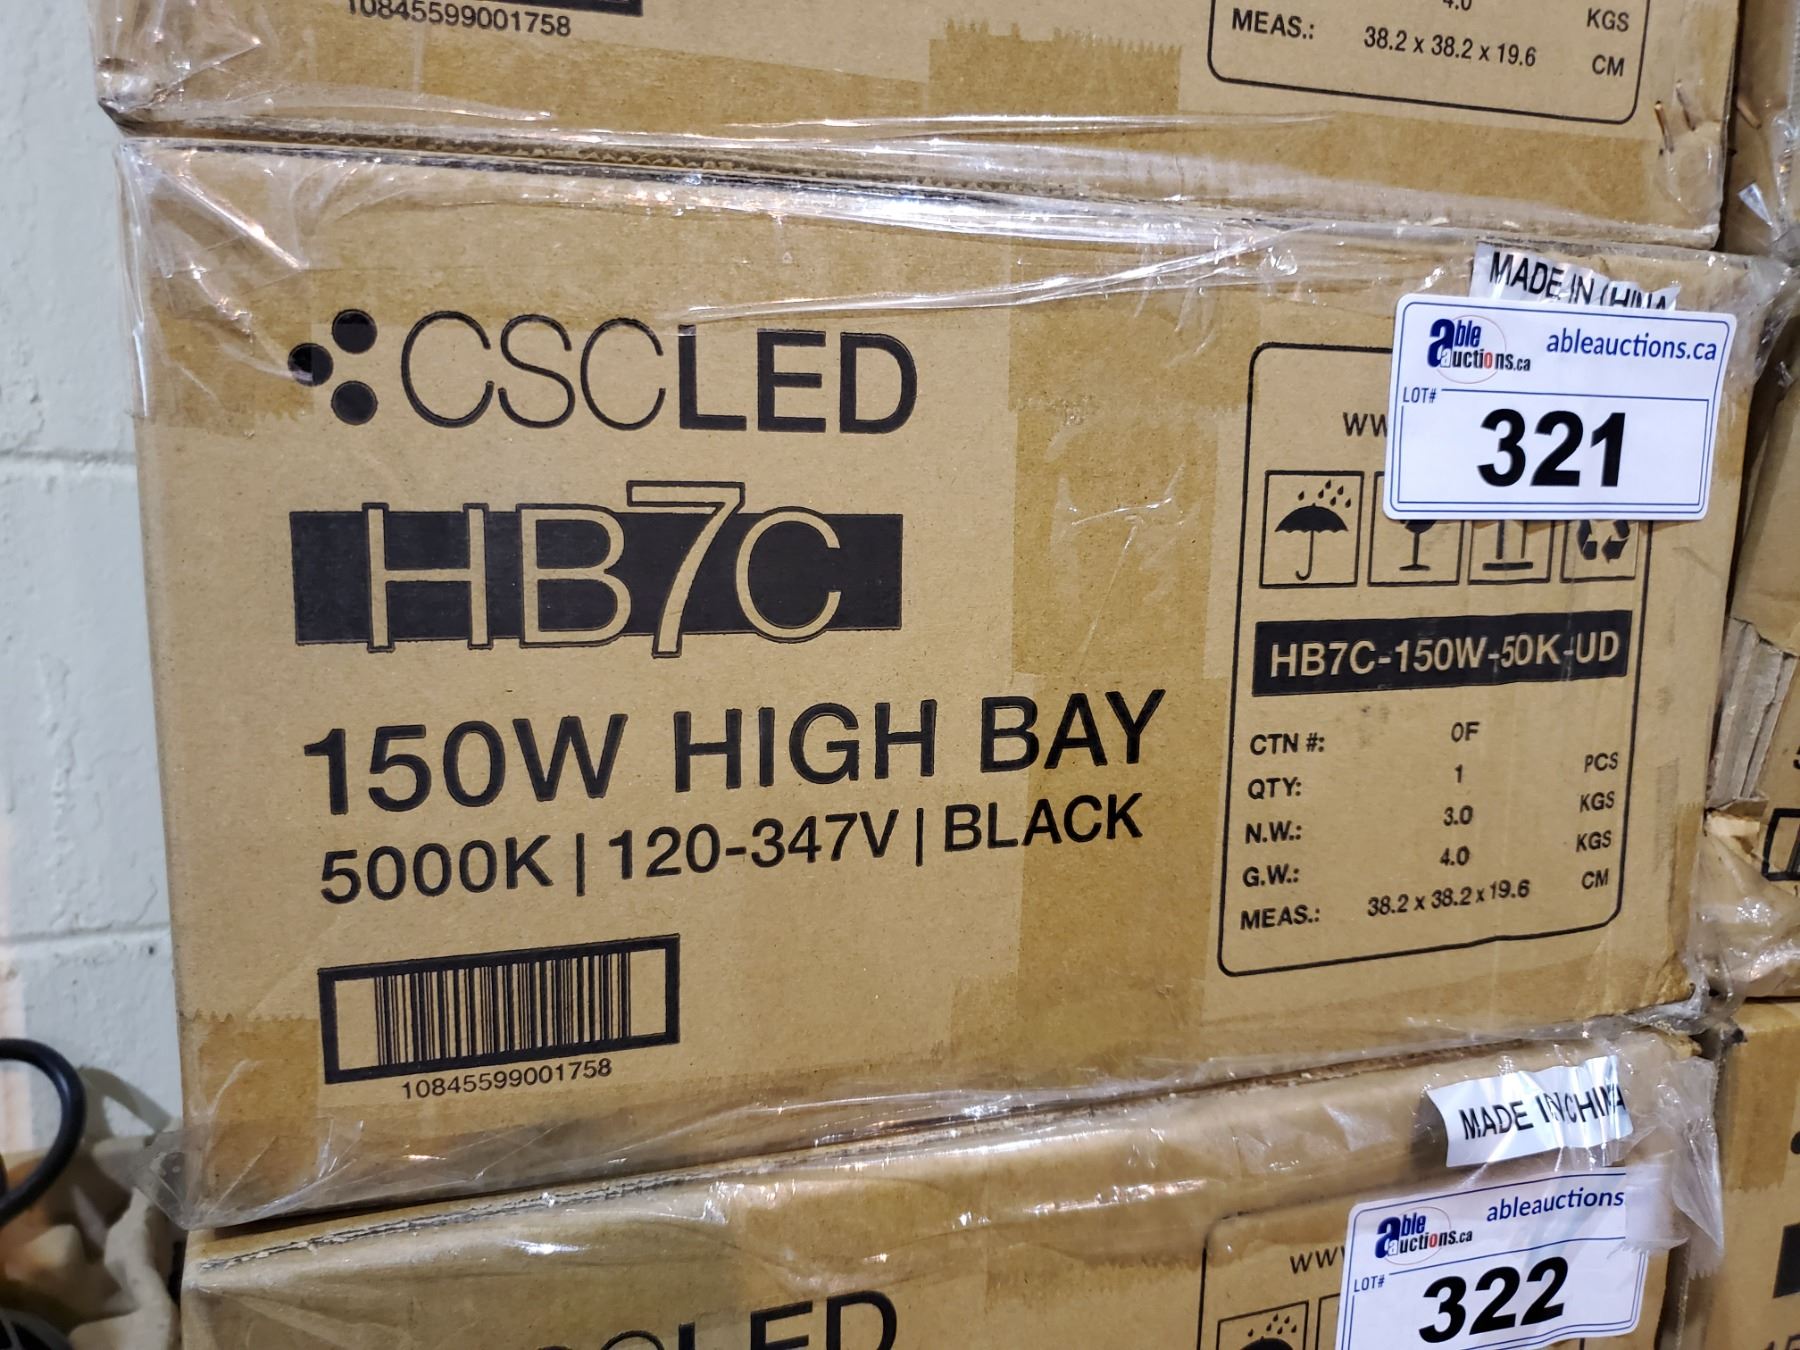 10845599001758
4.0 KGS
MEAS.: 38.2 x 38.2 x 19.6 CM
MADE IN CHINA
CSCLED
HB7C
150W HIGH BAY
5000K | 120-347V | BLACK
10845599001758
able auctions.ca ableauctions.ca
LOT# 321
HB7C-150W-50K-UD
CTN #: OF
QTY: 1 PCS
N.W.: 3.0 KGS
G.W.: 4.0 KGS
MEAS.: 38.2 x 38.2 x 19.6 CM
MADE IN CHINA
able auctions.ca ableauctions
LOT# 322